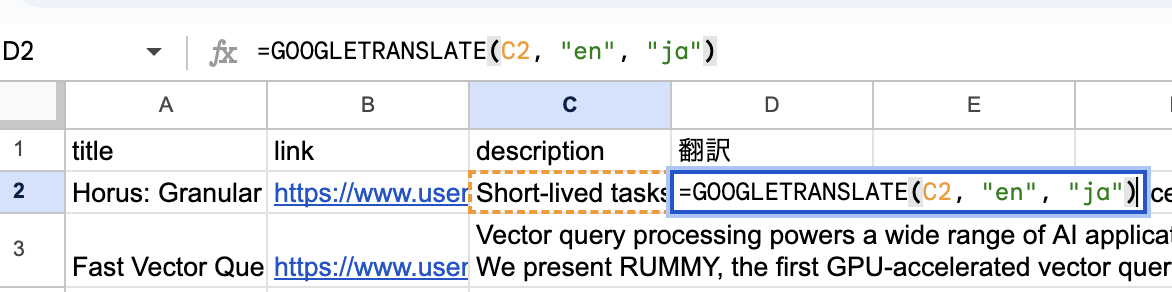 D2 fx =GOOGLETRANSLATE(C2, "en", "ja")
A B C D E
1 title link description 翻訳
2 Horus: Granular https://www.user Short-lived tasks =GOOGLETRANSLATE(C2, "en", "ja") ce
3 Fast Vector Que https://www.user Vector query processing powers a wide range of AI applicat
We present RUMMY, the first GPU-accelerated vector quer